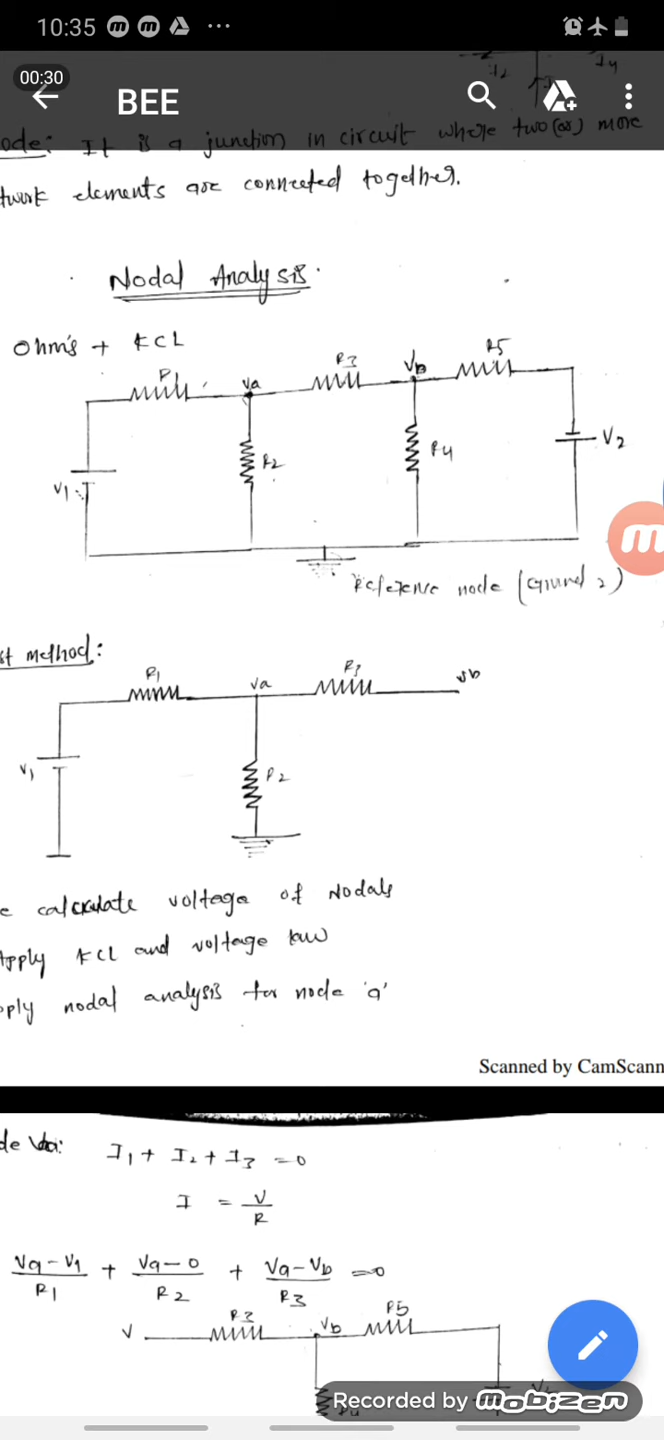 10:35
00:30
BEE
ode: It is a junction in circuit where two (or) more
twork elements are connected together.
Nodal Analysis.
Ohm's + KCL
R1
Va
R3
Vb
R5
V1
R2
R4
V2
Reference node
st method:
R1
Va
R3
Vb
V1
R2
e calculate voltage of Nodals
Apply KCL and voltage law
pply nodal analysis for node 'a'
Scanned by CamScann
de Va: I1 + I2 + I3 = 0
I = V/R
Va - V1/R1 + Va - 0/R2 + Va - Vb/R3 = 0
V
R3
Vb
R5
Recorded by mobizen